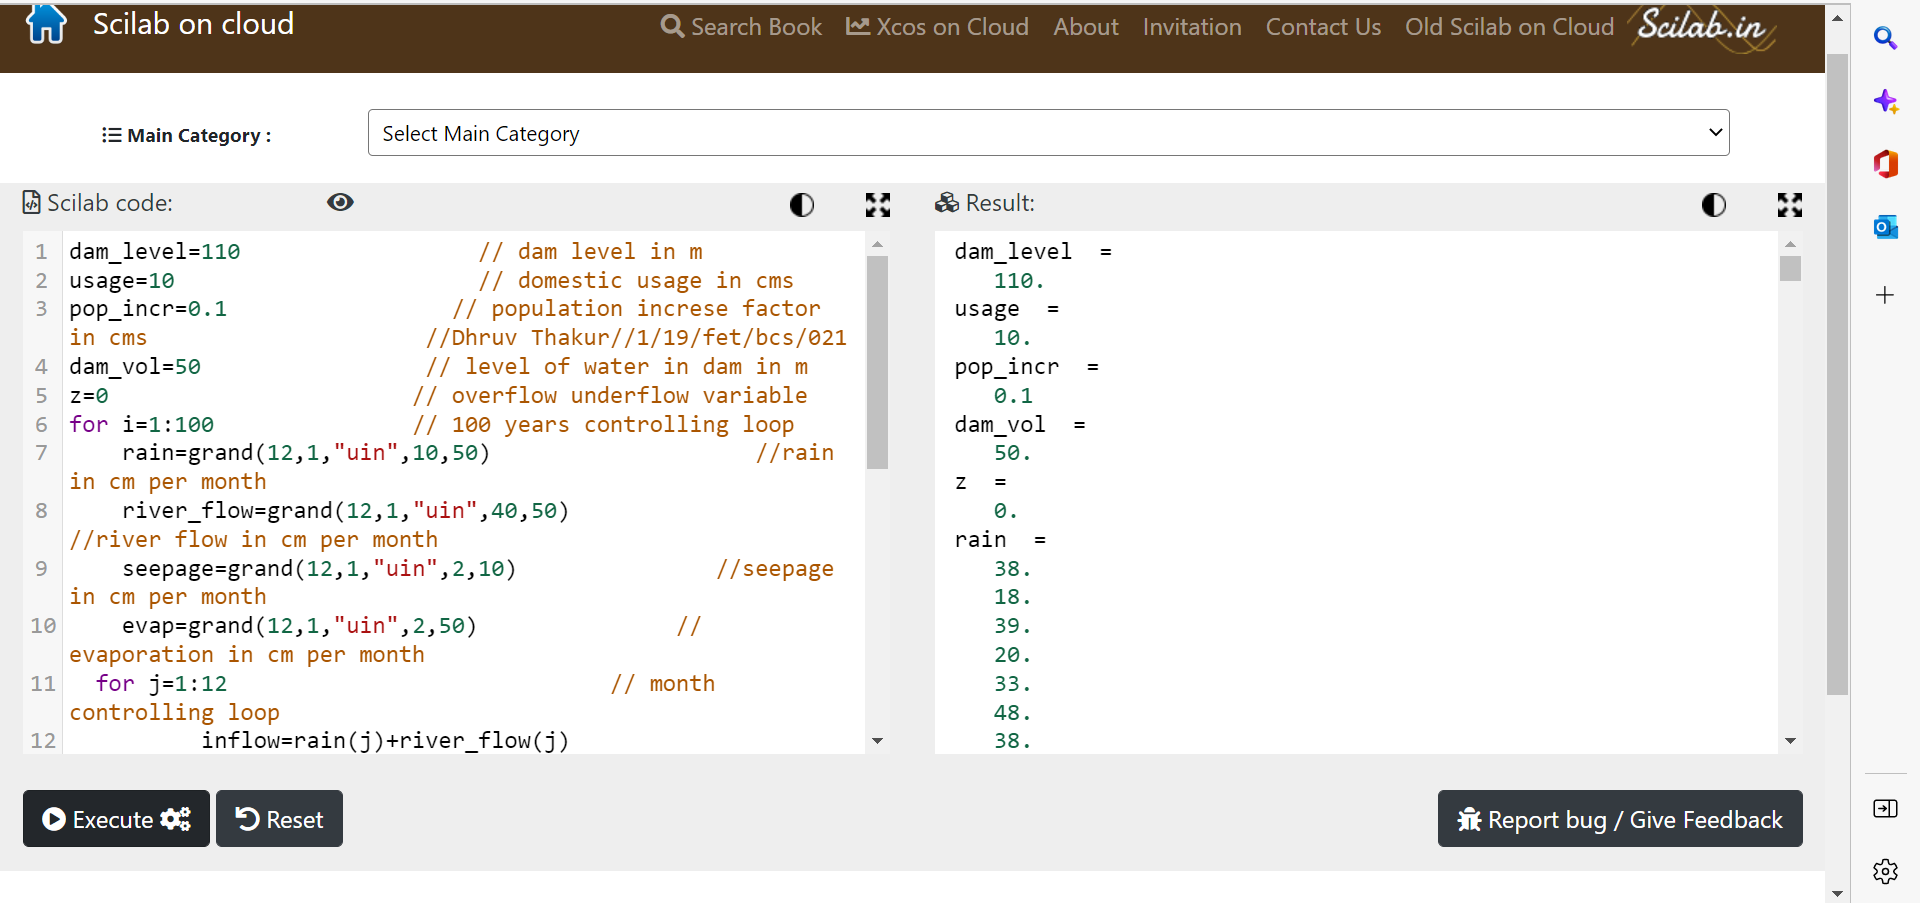 Scilab on cloud
Search Book Xcos on Cloud About Invitation Contact Us Old Scilab on Cloud Scilab.in
Main Category :
Select Main Category
Scilab code:
1 dam_level=110 // dam level in m
2 usage=10 // domestic usage in cms
3 pop_incr=0.1 // population increse factor
in cms //Dhruv Thakur//1/19/fet/bcs/021
4 dam_vol=50 // level of water in dam in m
5 z=0 // overflow underflow variable
6 for i=1:100 // 100 years controlling loop
7 rain=grand(12,1,"uin",10,50) //rain
in cm per month
8 river_flow=grand(12,1,"uin",40,50)
//river flow in cm per month
9 seepage=grand(12,1,"uin",2,10) //seepage
in cm per month
10 evap=grand(12,1,"uin",2,50) //
evaporation in cm per month
11 for j=1:12 // month
controlling loop
12 inflow=rain(j)+river_flow(j)
Result:
dam_level =
110.
usage =
10.
pop_incr =
0.1
dam_vol =
50.
z =
0.
rain =
38.
18.
39.
20.
33.
48.
38.
Execute
Reset
Report bug / Give Feedback